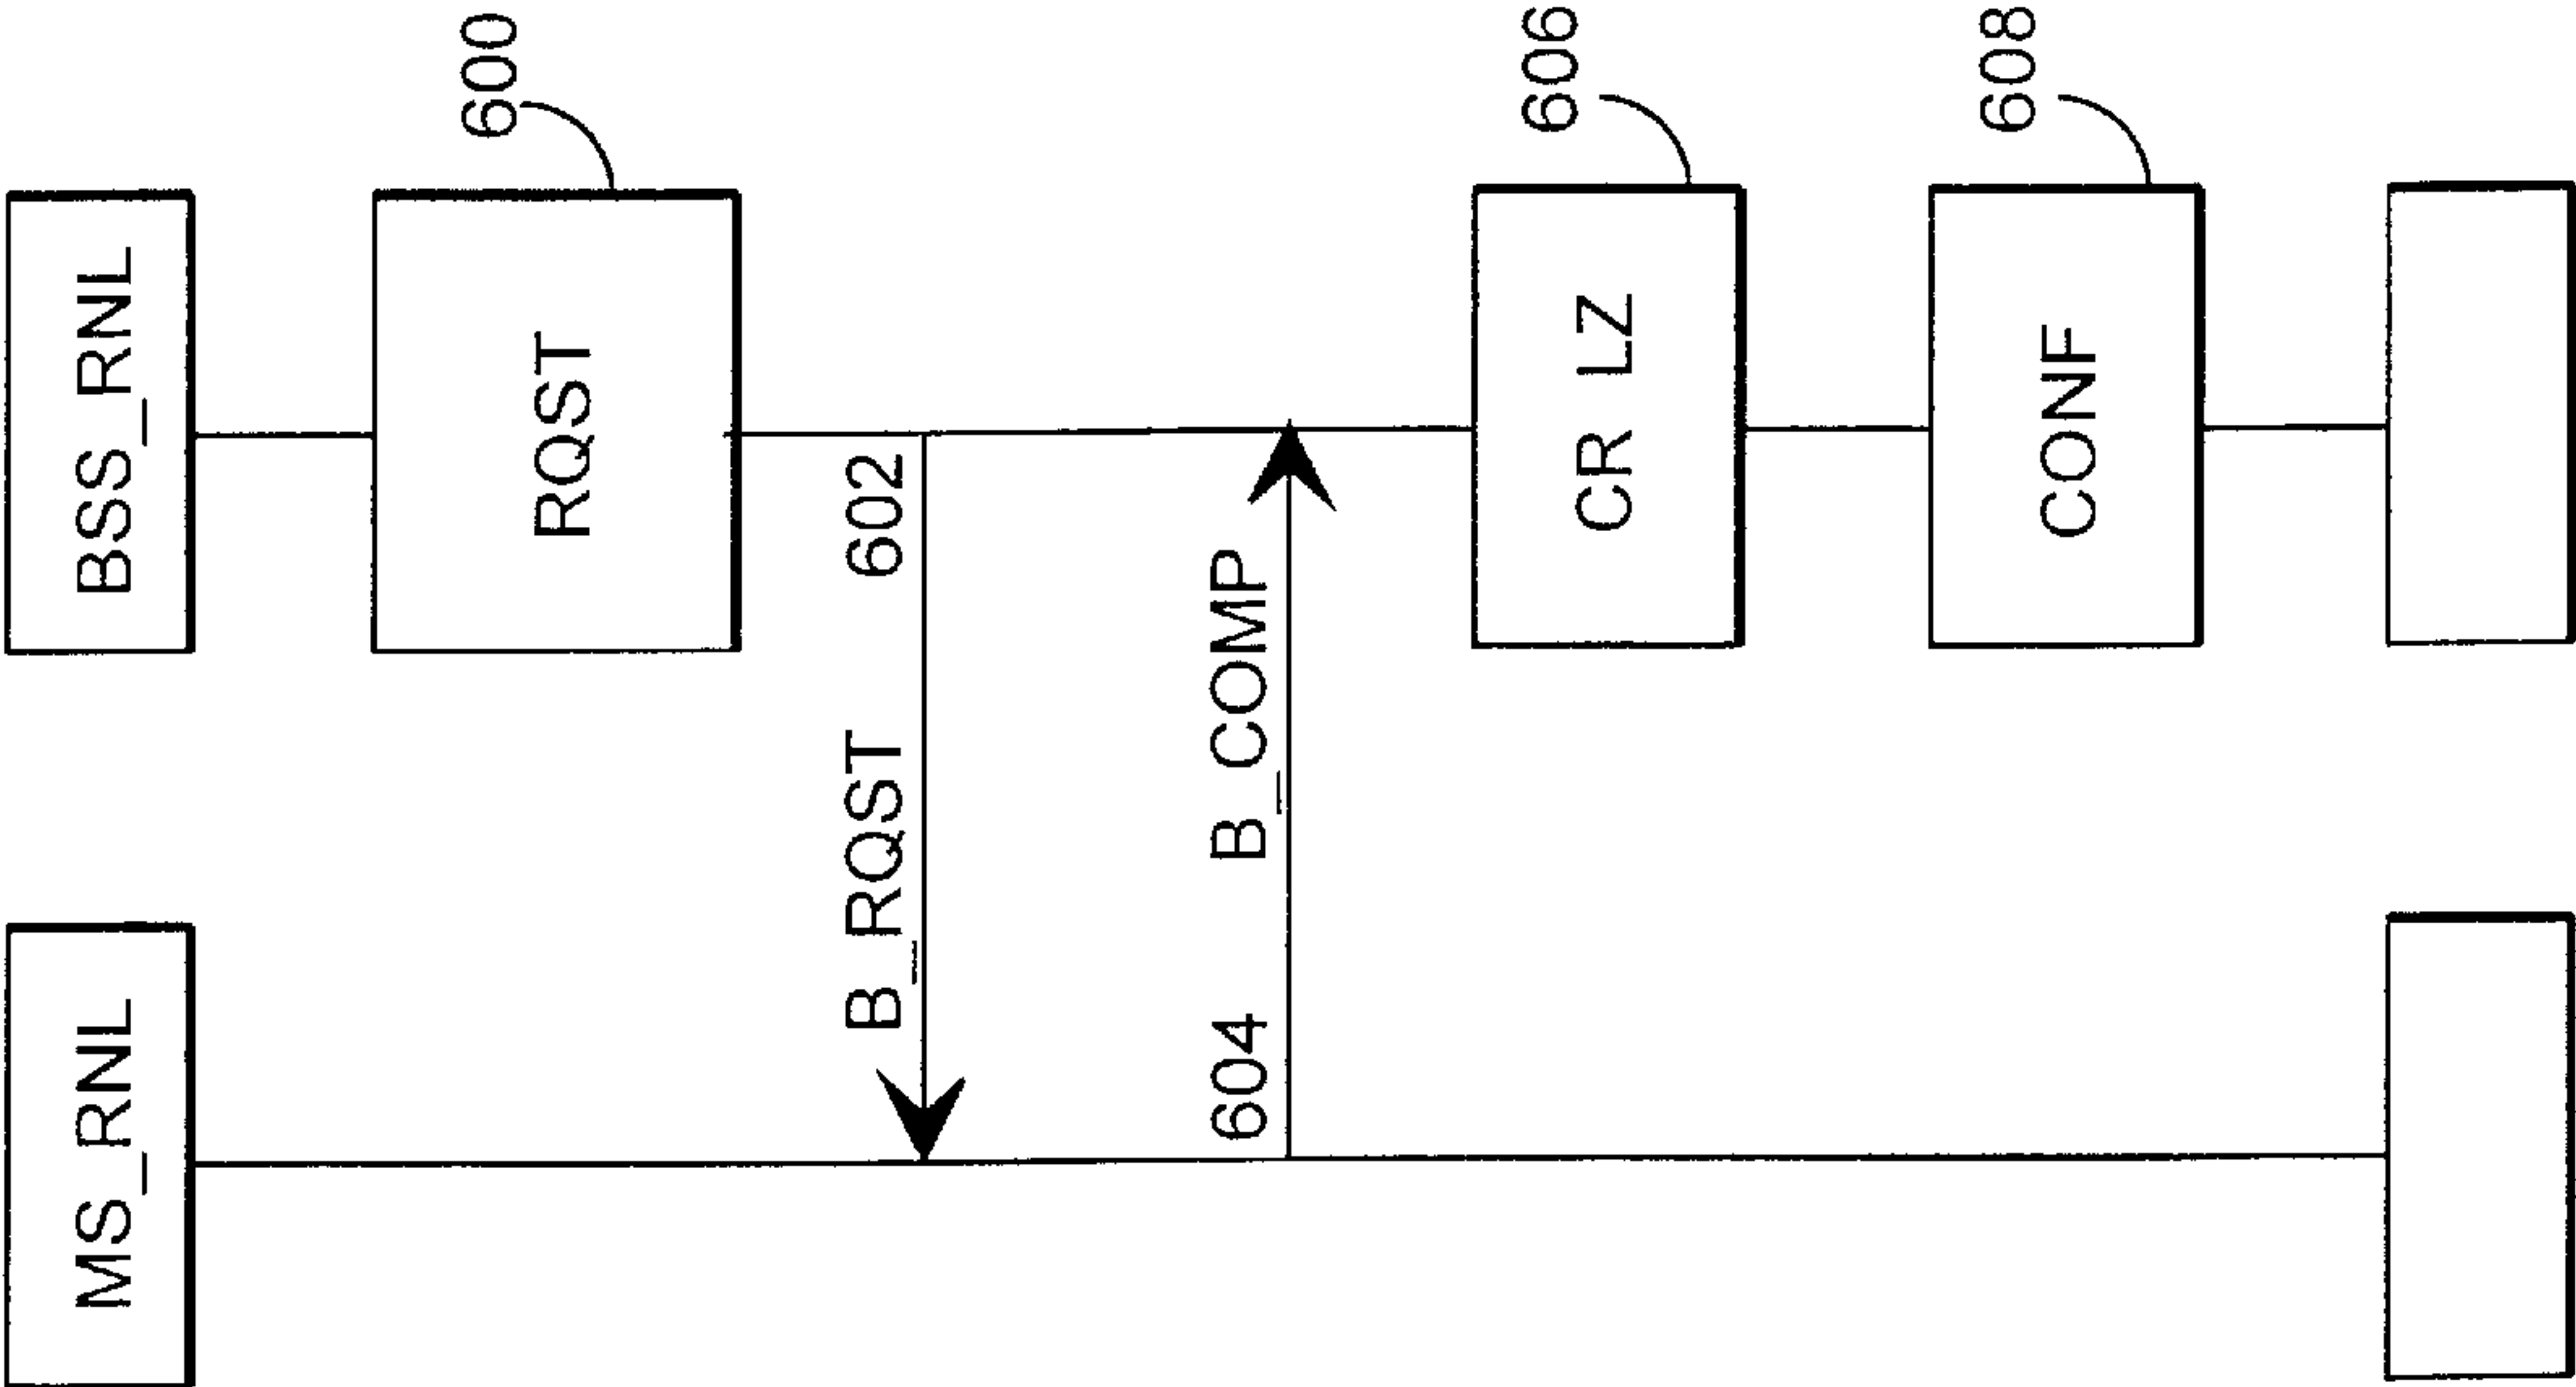 MS_RNL
BSS_RNL
RQST
600
B_RQST
602
604
B_COMP
CR LZ
606
CONF
608